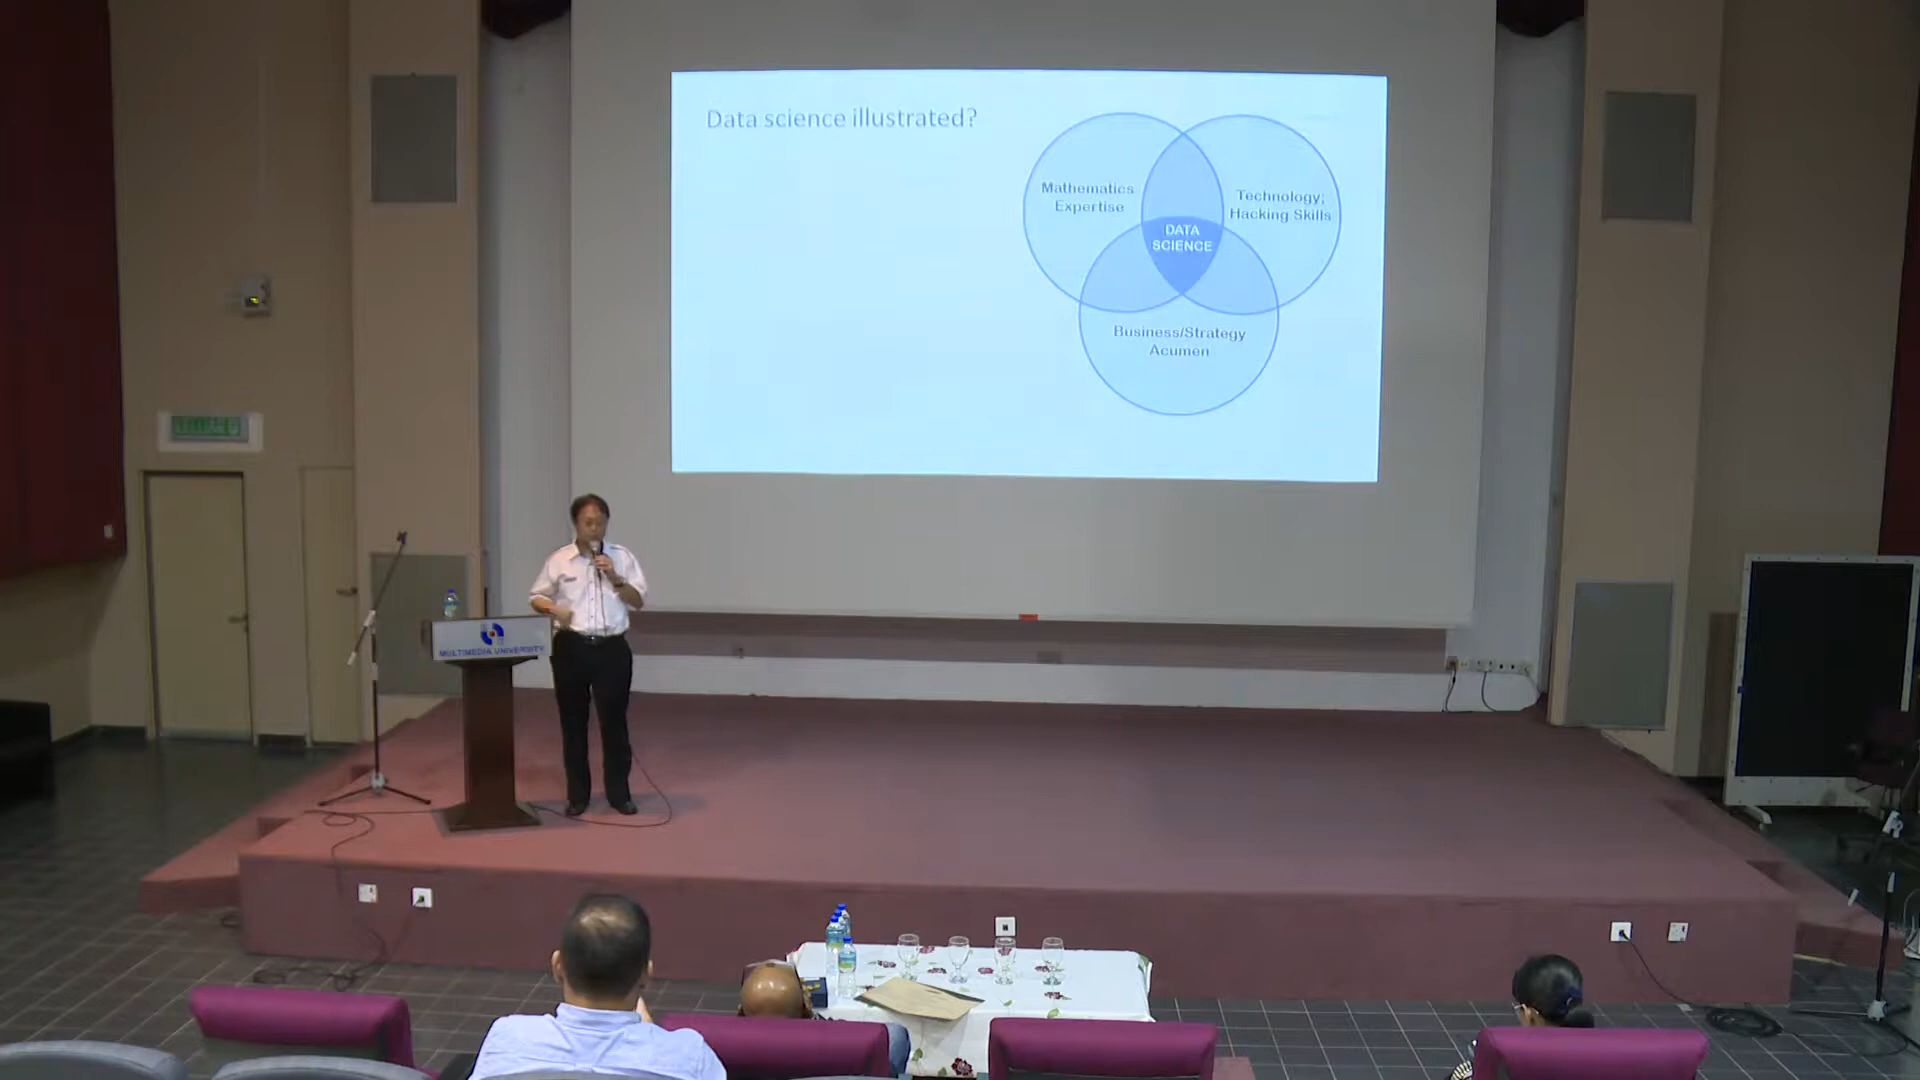 Data science illustrated?
Mathematics
Expertise
Technology;
Hacking Skills
DATA
SCIENCE
Business/Strategy
Acumen
MULTIMEDIA UNIVERSITY